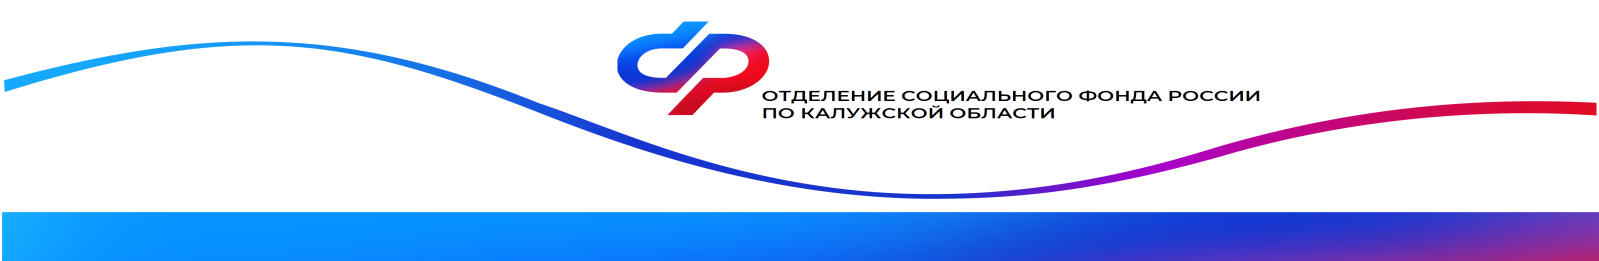 ОТДЕЛЕНИЕ СОЦИАЛЬНОГО ФОНДА РОССИИ
ПО КАЛУЖСКОЙ ОБЛАСТИ